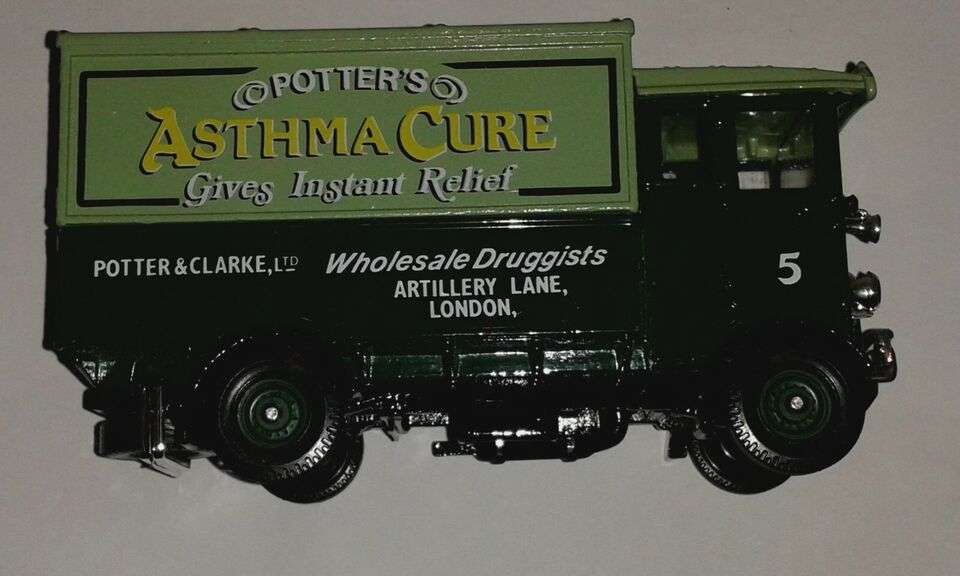 POTTER'S
ASTHMA CURE
Gives Instant Relief
POTTER & CLARKE, LTD Wholesale Druggists
ARTILLERY LANE,
LONDON,
5